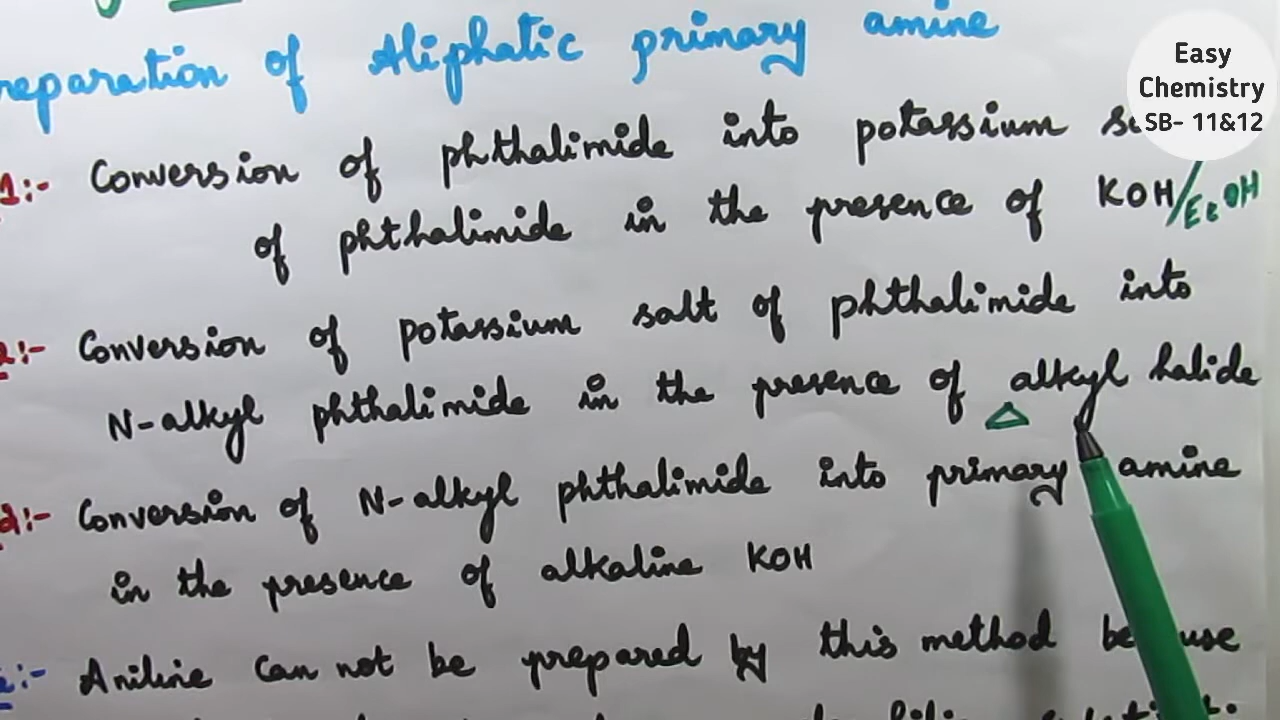 reparation of Aliphatic primary amine
Easy
Chemistry
SB- 11&12
1:- Conversion of phthalimide into potassium
of phthalimide in the presence of KOH/EtOH
2:- Conversion of potassium salt of phthalimide into
N-alkyl phthalimide in the presence of alkyl halide
△
d:- Conversion of N-alkyl phthalimide into primary amine
in the presence of alkaline KOH
:- Aniline can not be prepared by this method